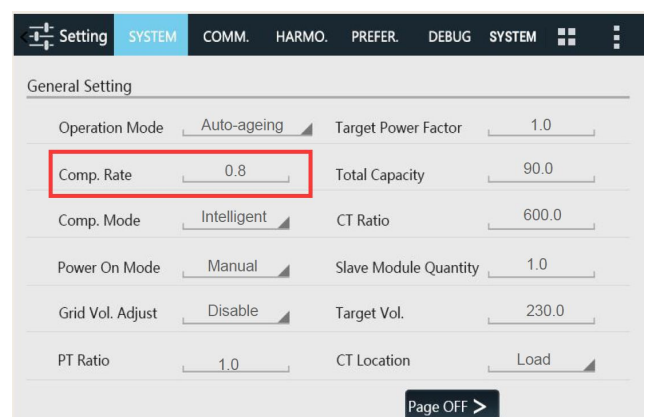 Setting SYSTEM COMM. HARMO. PREFER. DEBUG SYSTEM
General Setting
Operation Mode Auto-ageing Target Power Factor 1.0
Comp. Rate 0.8 Total Capacity 90.0
Comp. Mode Intelligent CT Ratio 600.0
Power On Mode Manual Slave Module Quantity 1.0
Grid Vol. Adjust Disable Target Vol. 230.0
PT Ratio 1.0 CT Location Load
Page OFF >